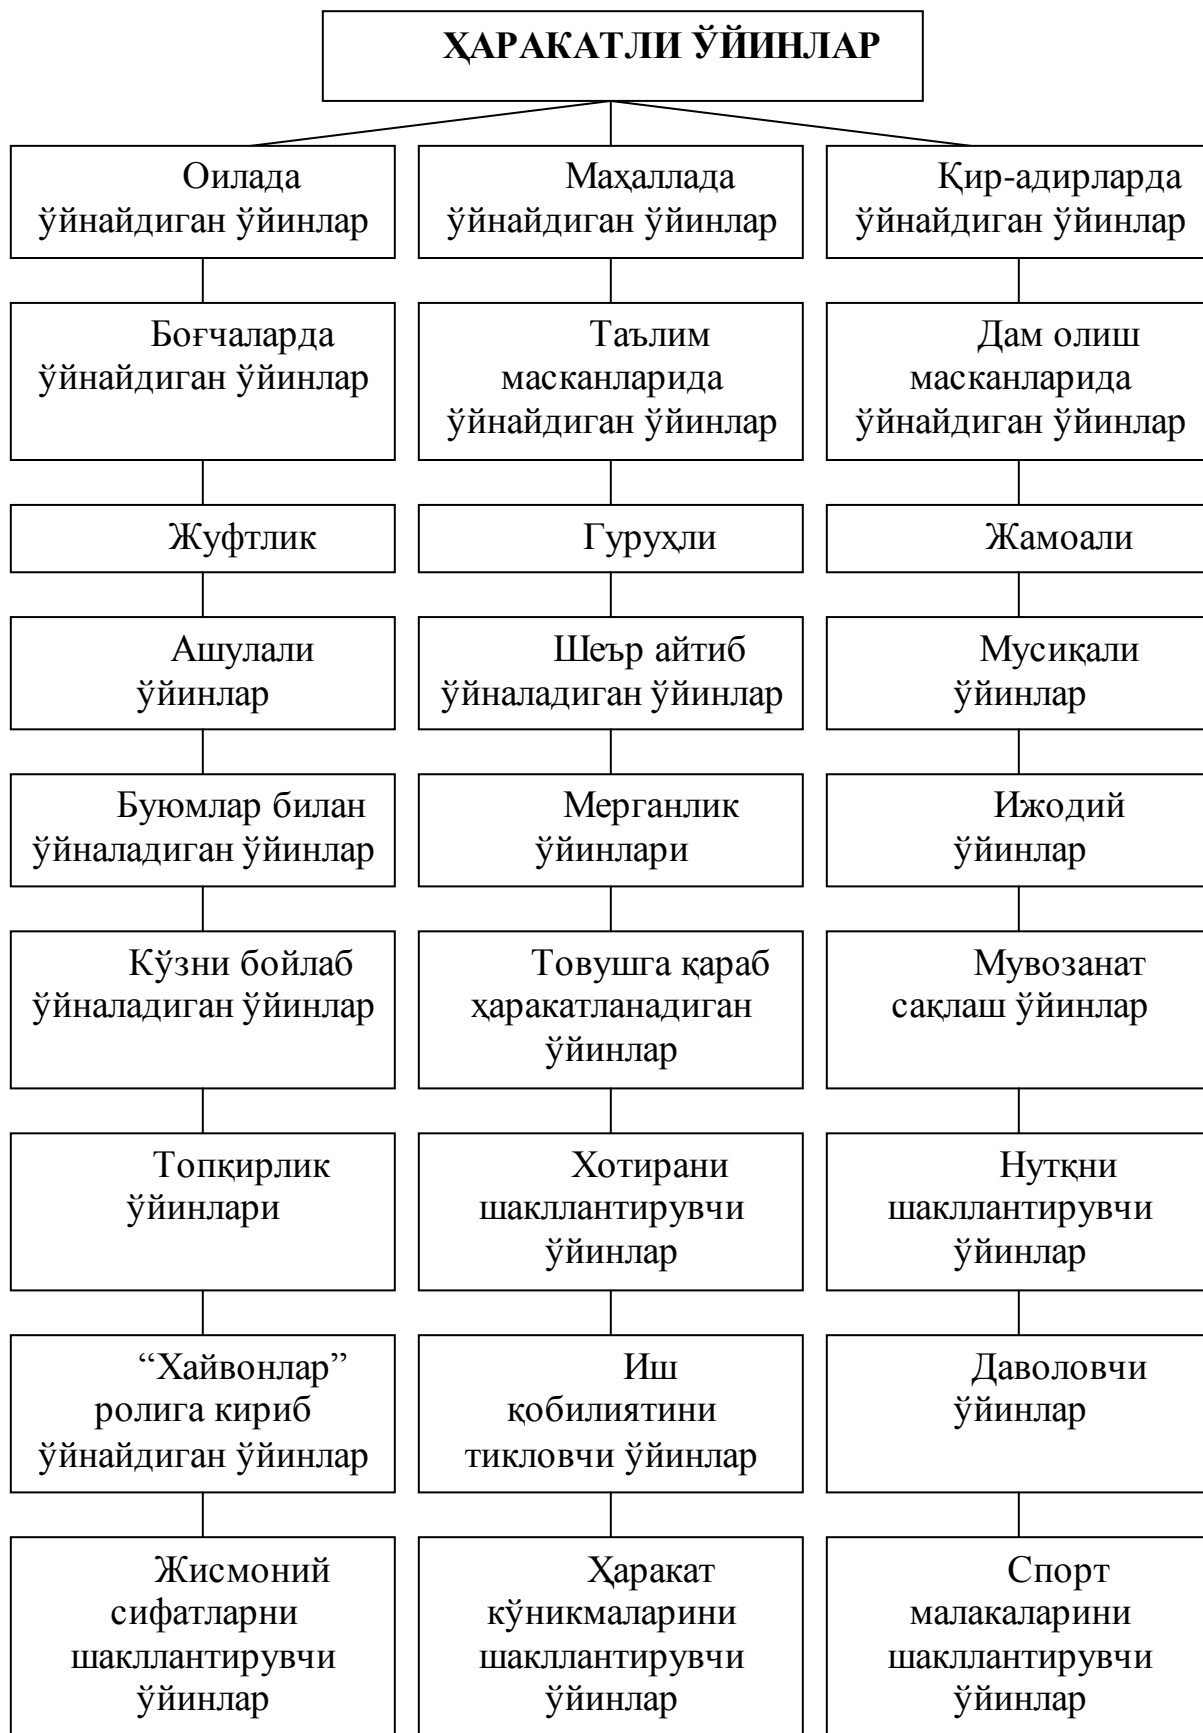 ҲАРАКАТЛИ ЎЙИНЛАР
Оилада
ўйнайдиган ўйинлар
Маҳаллада
ўйнайдиган ўйинлар
Қир-адирларда
ўйнайдиган ўйинлар
Боғчаларда
ўйнайдиган ўйинлар
Таълим
масканларида
ўйнайдиган ўйинлар
Дам олиш
масканларида
ўйнайдиган ўйинлар
Жуфтлик
Гуруҳли
Жамоали
Ашулали
ўйинлар
Шеър айтиб
ўйналадиган ўйинлар
Мусиқали
ўйинлар
Буюмлар билан
ўйналадиган ўйинлар
Мерганлик
ўйинлари
Ижодий
ўйинлар
Кўзни бойлаб
ўйналадиган ўйинлар
Товушга қараб
ҳаракатланадиган
ўйинлар
Мувозанат
сақлаш ўйинлар
Топқирлик
ўйинлари
Хотирани
шакллантирувчи
ўйинлар
Нутқни
шакллантирувчи
ўйинлар
“Хайвонлар”
ролига кириб
ўйнайдиган ўйинлар
Иш
қобилиятини
тикловчи ўйинлар
Даволовчи
ўйинлар
Жисмоний
сифатларни
шакллантирувчи
ўйинлар
Ҳаракат
кўникмаларини
шакллантирувчи
ўйинлар
Спорт
малакаларини
шакллантирувчи
ўйинлар